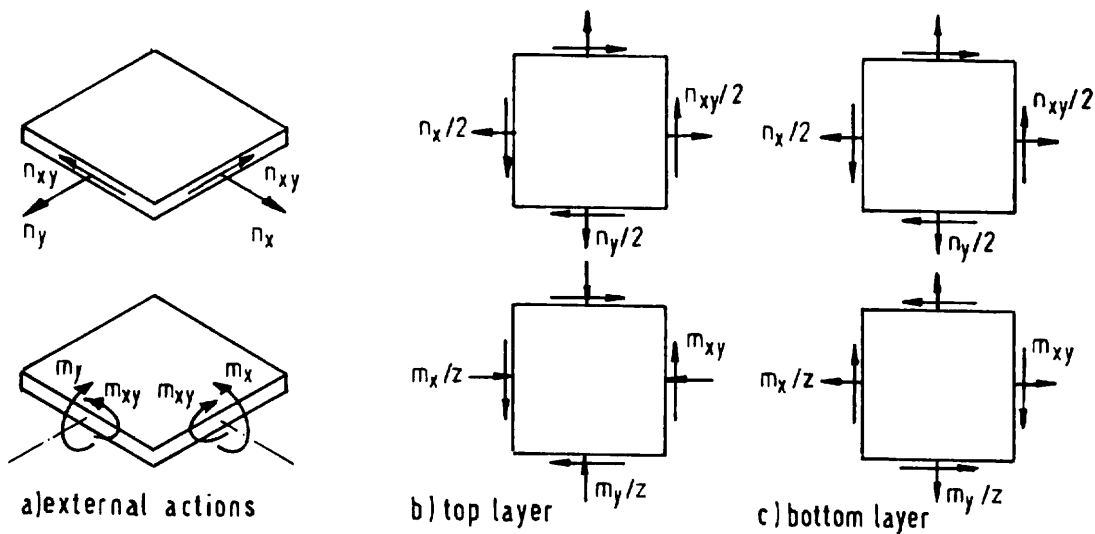 n_xy
n_xy
n_y
n_x
n_x/2
n_xy/2
n_y/2
n_x/2
n_xy/2
n_y/2
m_y
m_xy
m_xy
m_x
m_x/z
m_xy
m_y/z
m_x/z
m_xy
m_y/z
a)external actions
b) top layer
c) bottom layer